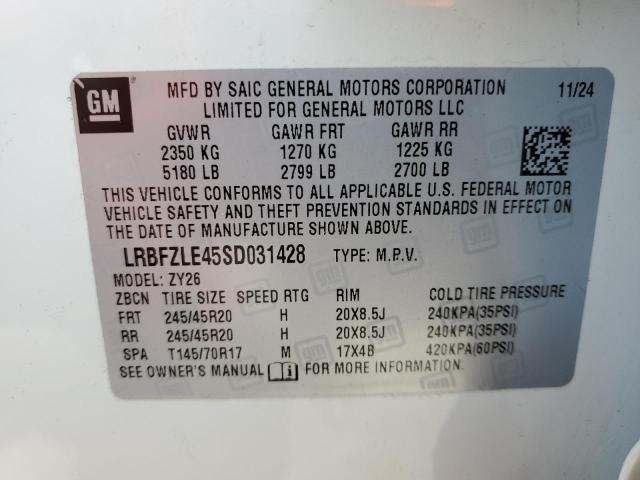 GM
MFD BY SAIC GENERAL MOTORS CORPORATION 11/24
LIMITED FOR GENERAL MOTORS LLC
GVWR GAWR FRT GAWR RR
2350 KG 1270 KG 1225 KG
5180 LB 2799 LB 2700 LB
THIS VEHICLE CONFORMS TO ALL APPLICABLE U.S. FEDERAL MOTOR
VEHICLE SAFETY AND THEFT PREVENTION STANDARDS IN EFFECT ON
THE DATE OF MANUFACTURE SHOWN ABOVE.
LRBFZLE45SD031428 TYPE: M.P.V.
MODEL: ZY26
ZBCN TIRE SIZE SPEED RTG RIM COLD TIRE PRESSURE
FRT 245/45R20 H 20X8.5J 240KPA(35PSI)
RR 245/45R20 H 20X8.5J 240KPA(35PSI)
SPA T145/70R17 M 17X4B 420KPA(60PSI)
SEE OWNER'S MANUAL FOR MORE INFORMATION.